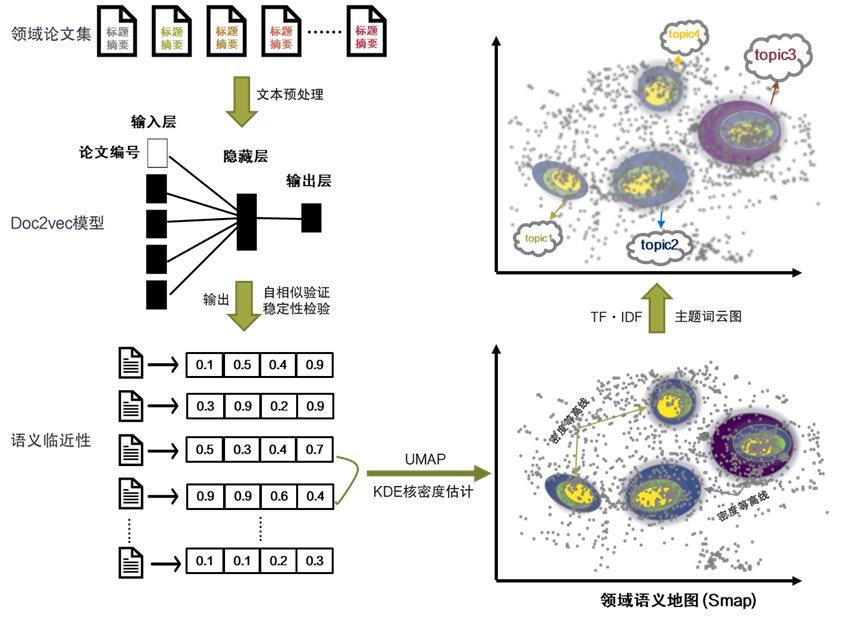 领域论文集
标题
摘要
标题
摘要
标题
摘要
标题
摘要
标题
摘要
文本预处理
输入层
论文编号
隐藏层
输出层
Doc2vec模型
输出
自相似验证
稳定性检验
语义临近性
0.1 0.5 0.4 0.9
0.3 0.9 0.2 0.9
0.5 0.3 0.4 0.7
0.9 0.9 0.6 0.4
0.1 0.1 0.2 0.3
UMAP
KDE核密度估计
topic4
topic3
topic1
topic2
TF·IDF 主题词云图
密度等高线
密度等高线
领域语义地图(Smap)